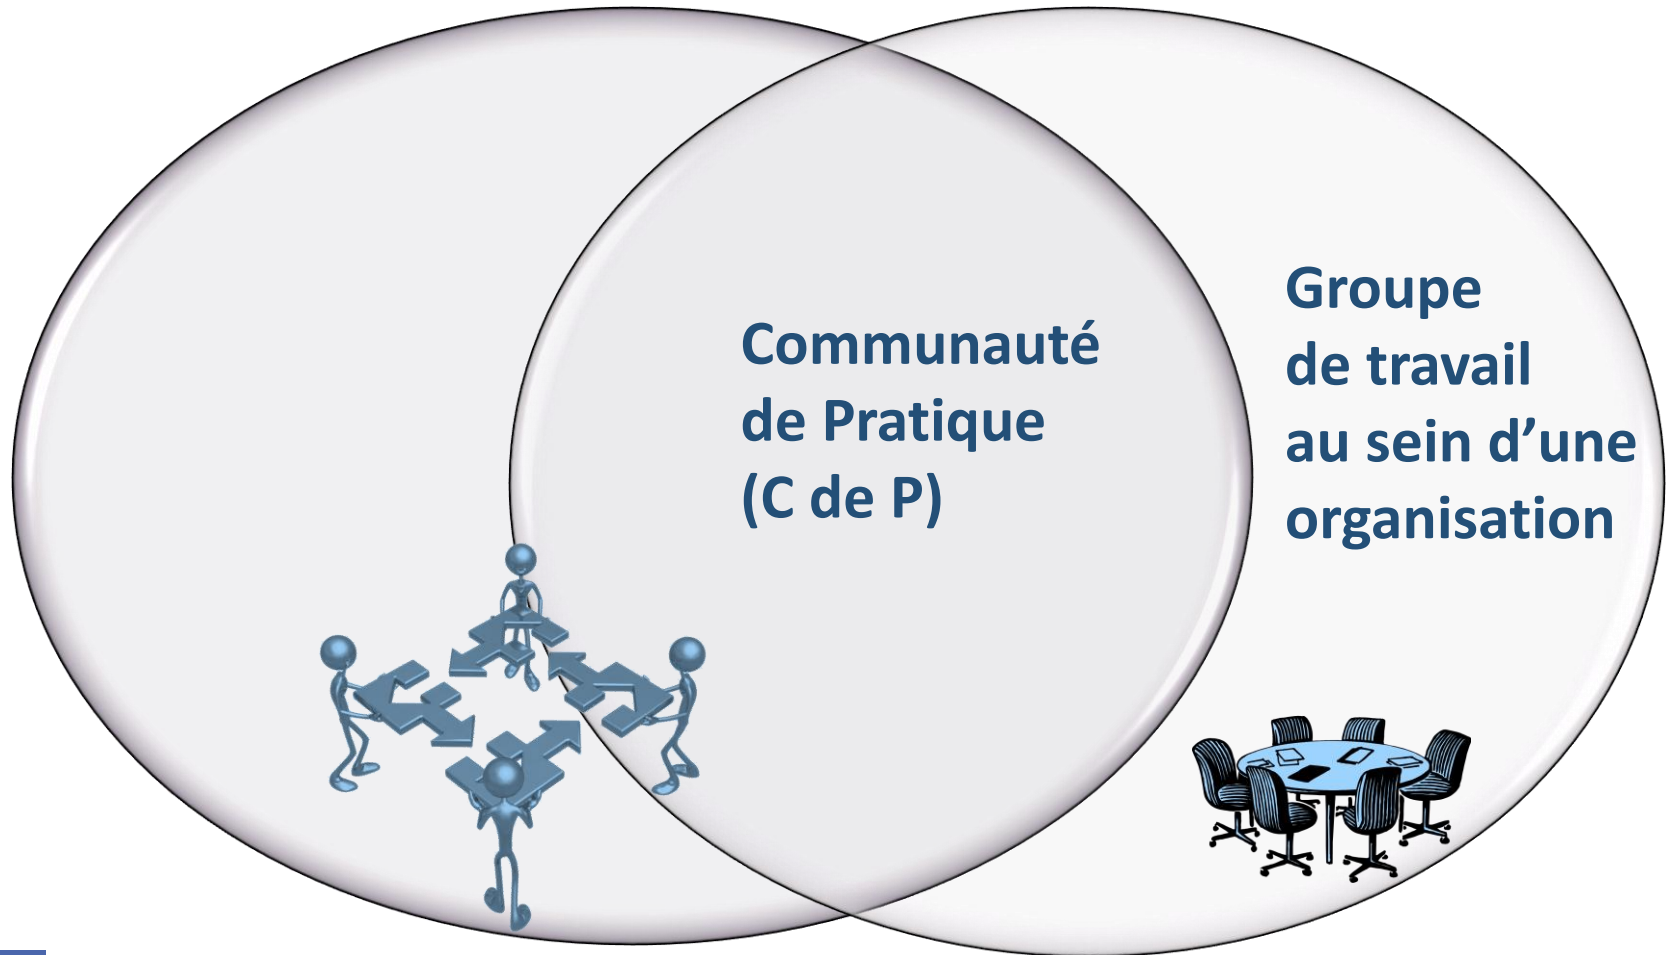 Communauté
de Pratique
(C de P)
Groupe
de travail
au sein d’une
organisation